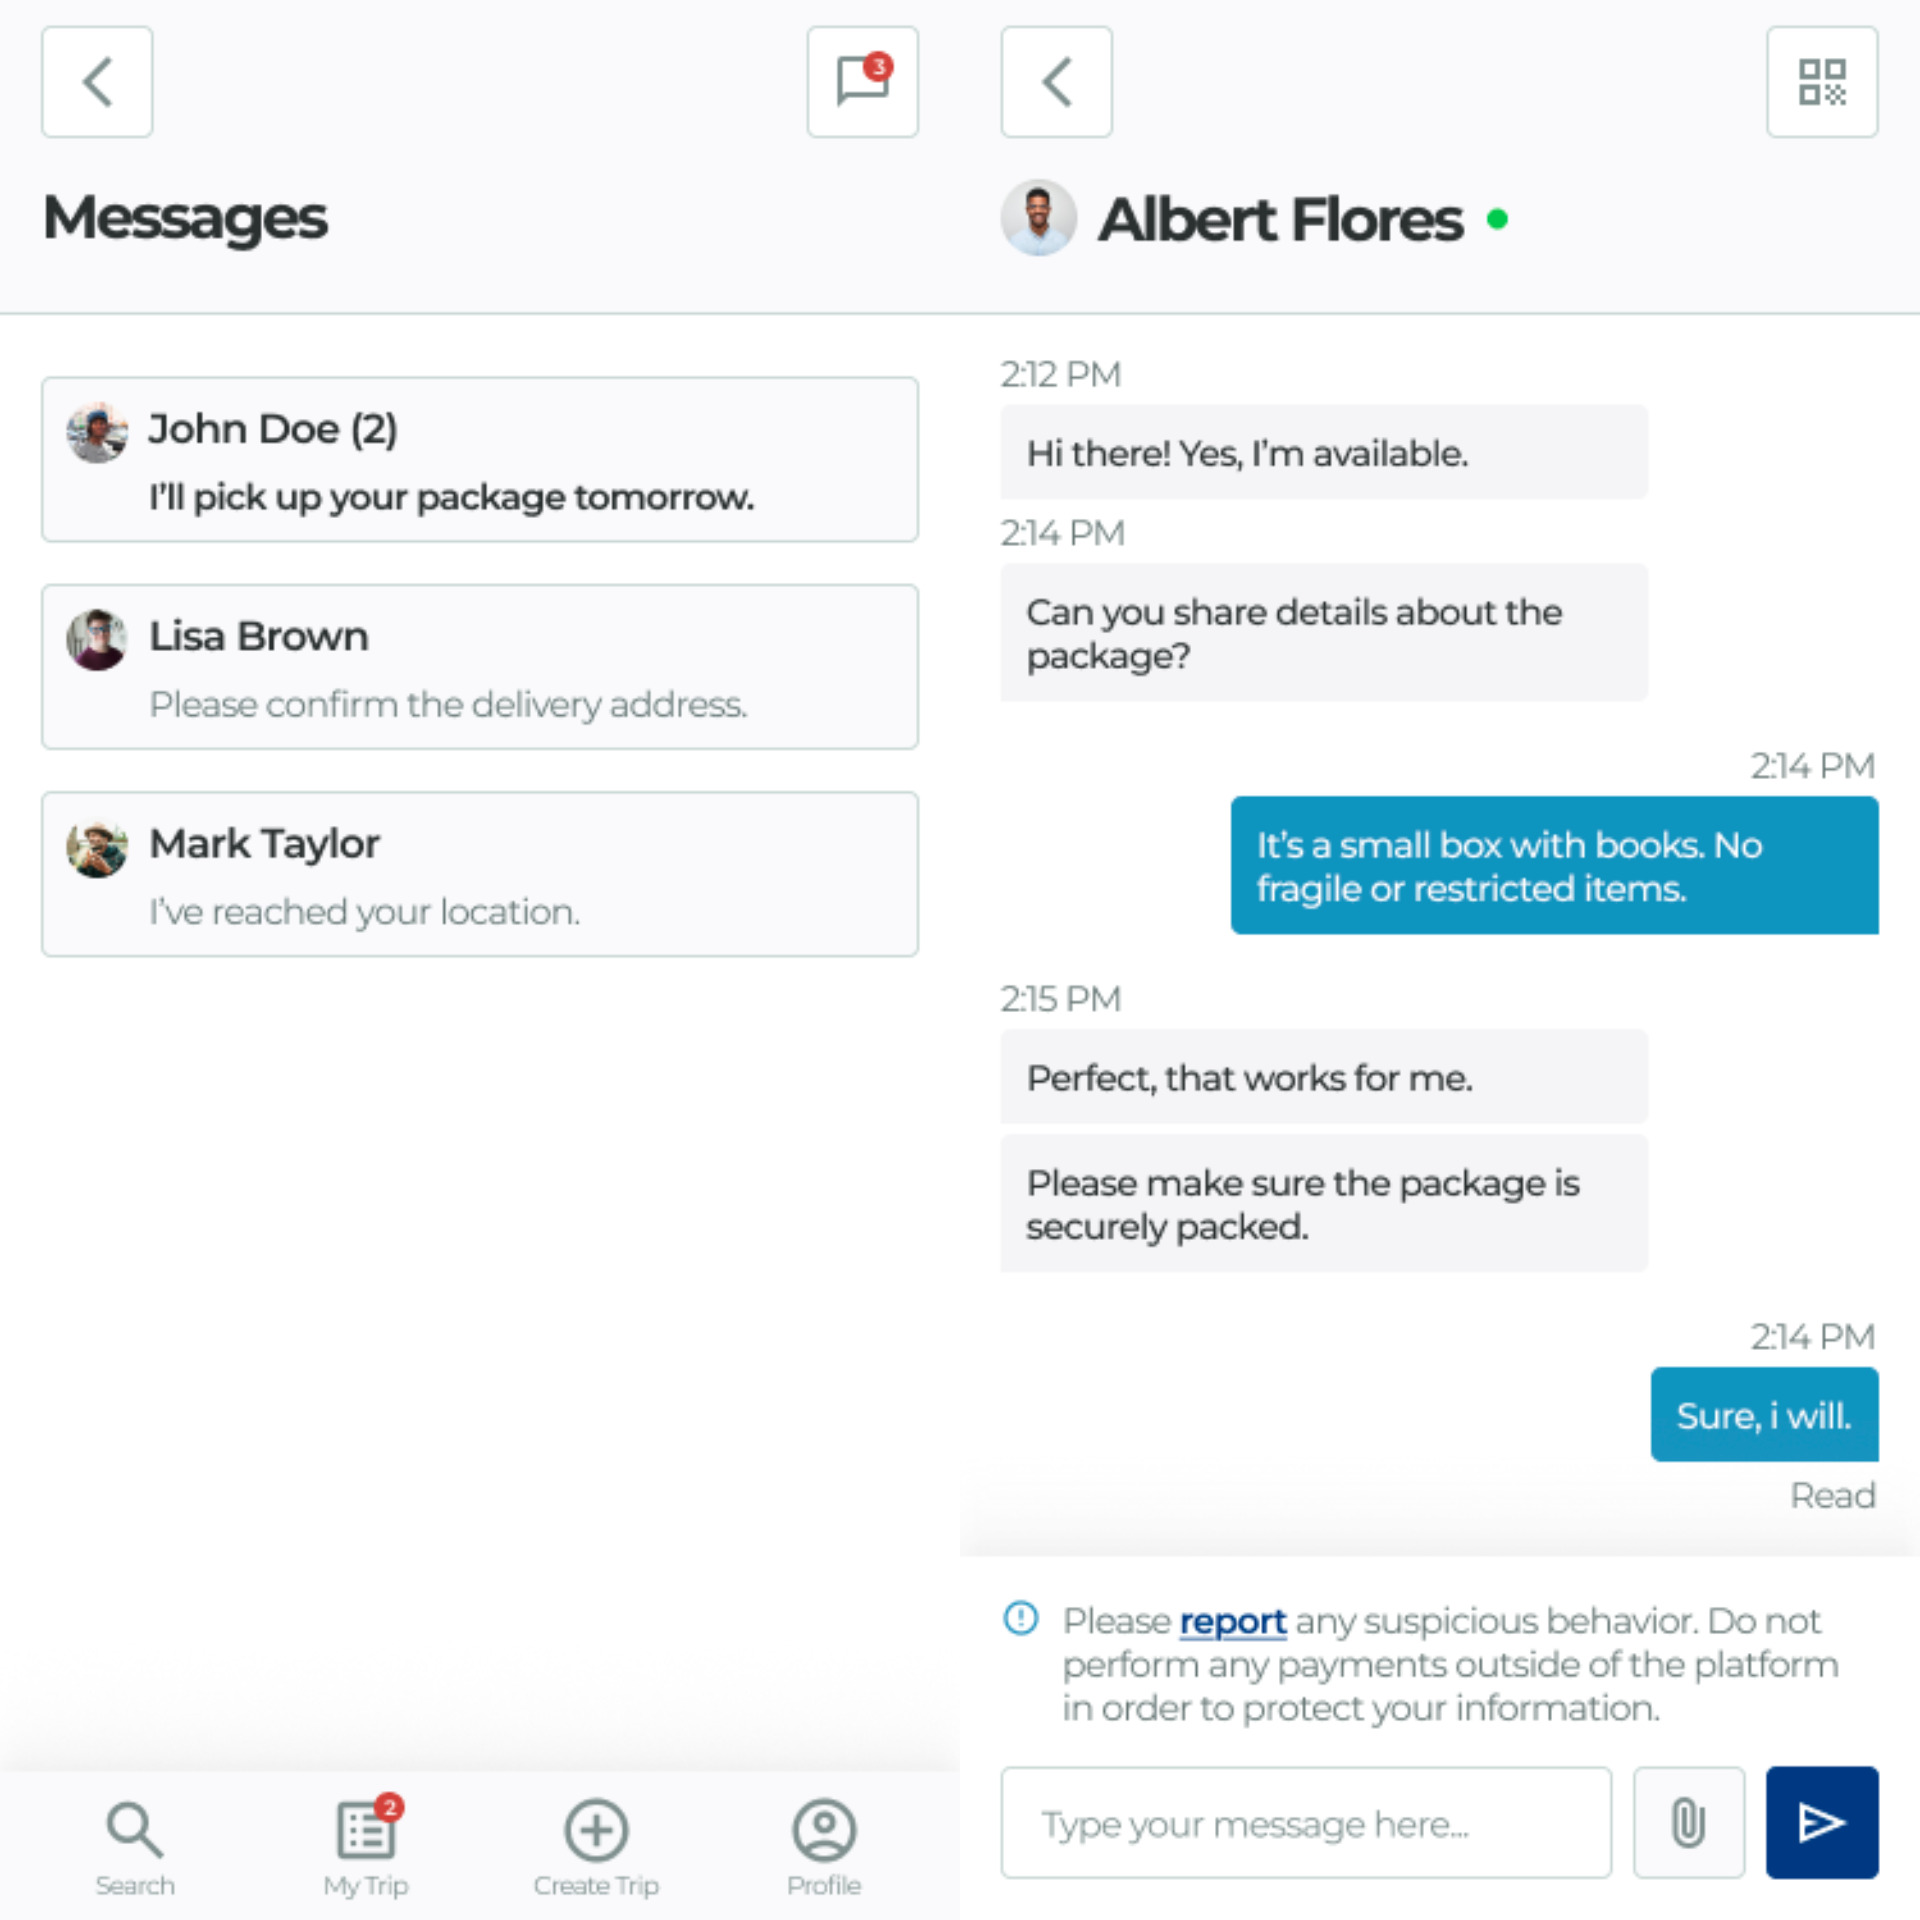 3
Messages
John Doe (2)
I'll pick up your package tomorrow.
Lisa Brown
Please confirm the delivery address.
Mark Taylor
I've reached your location.
2
Search
My Trip
Create Trip
Profile
Albert Flores
2:12 PM
Hi there! Yes, I'm available.
2:14 PM
Can you share details about the
package?
2:14 PM
It's a small box with books. No
fragile or restricted items.
2:15 PM
Perfect, that works for me.
Please make sure the package is
securely packed.
2:14 PM
Sure, i will.
Read
Please report any suspicious behavior. Do not
perform any payments outside of the platform
in order to protect your information.
Type your message here...